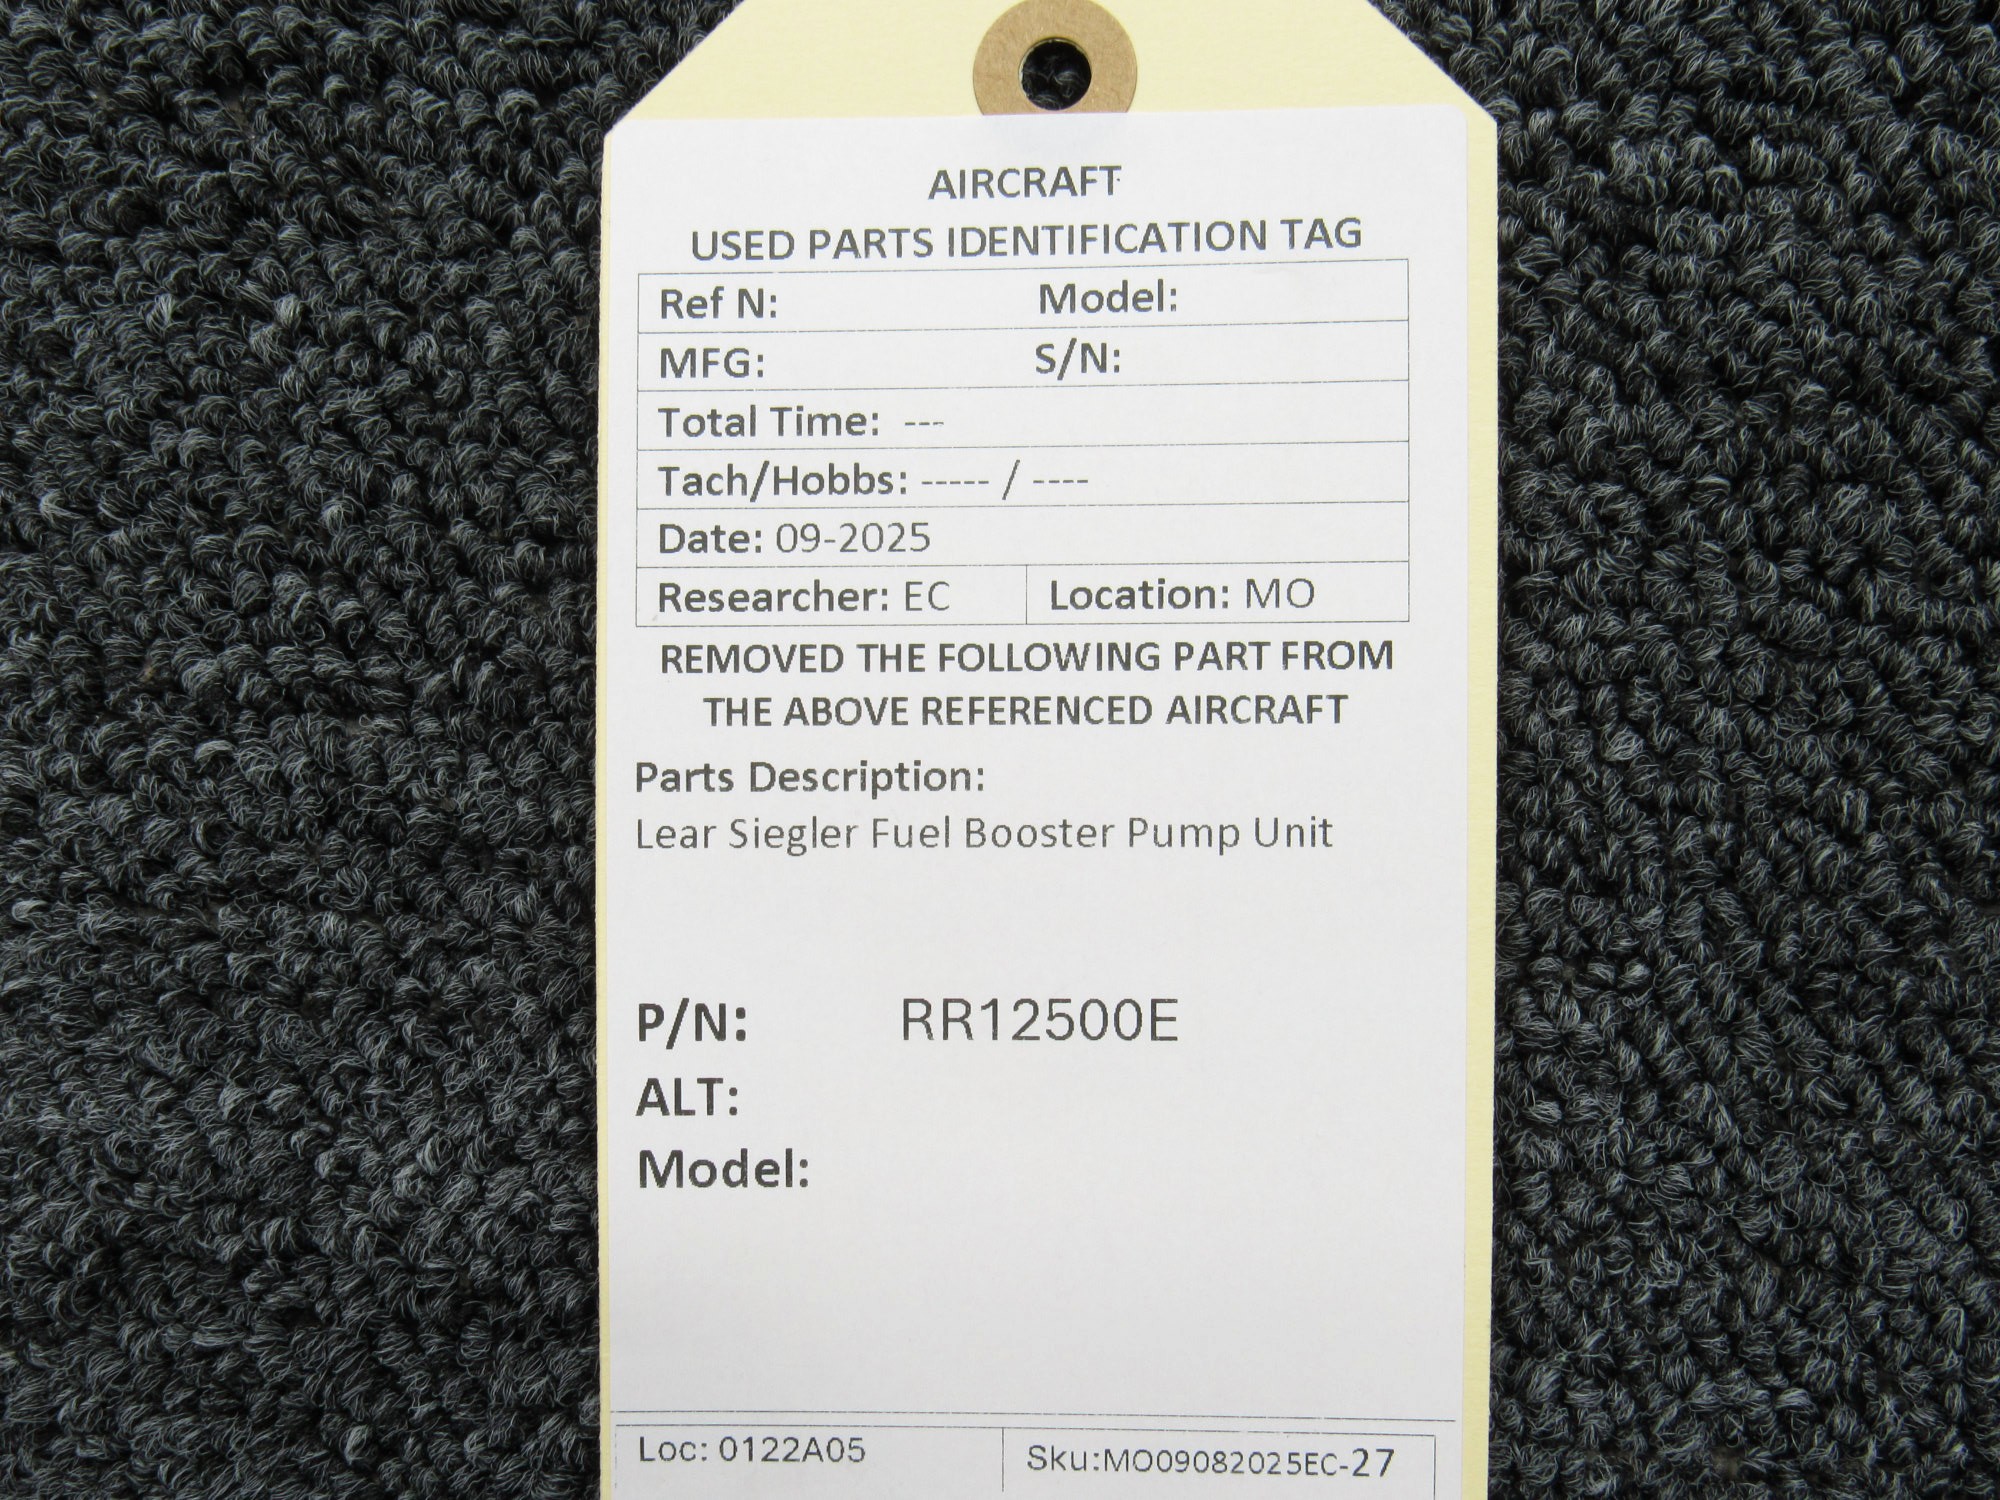 AIRCRAFT
USED PARTS IDENTIFICATION TAG
Ref N: Model:
MFG: S/N:
Total Time: ---
Tach/Hobbs: ----- / ----
Date: 09-2025
Researcher: EC Location: MO
REMOVED THE FOLLOWING PART FROM
THE ABOVE REFERENCED AIRCRAFT
Parts Description:
Lear Siegler Fuel Booster Pump Unit
P/N: RR12500E
ALT:
Model:
Loc: 0122A05 Sku:MO09082025EC-27